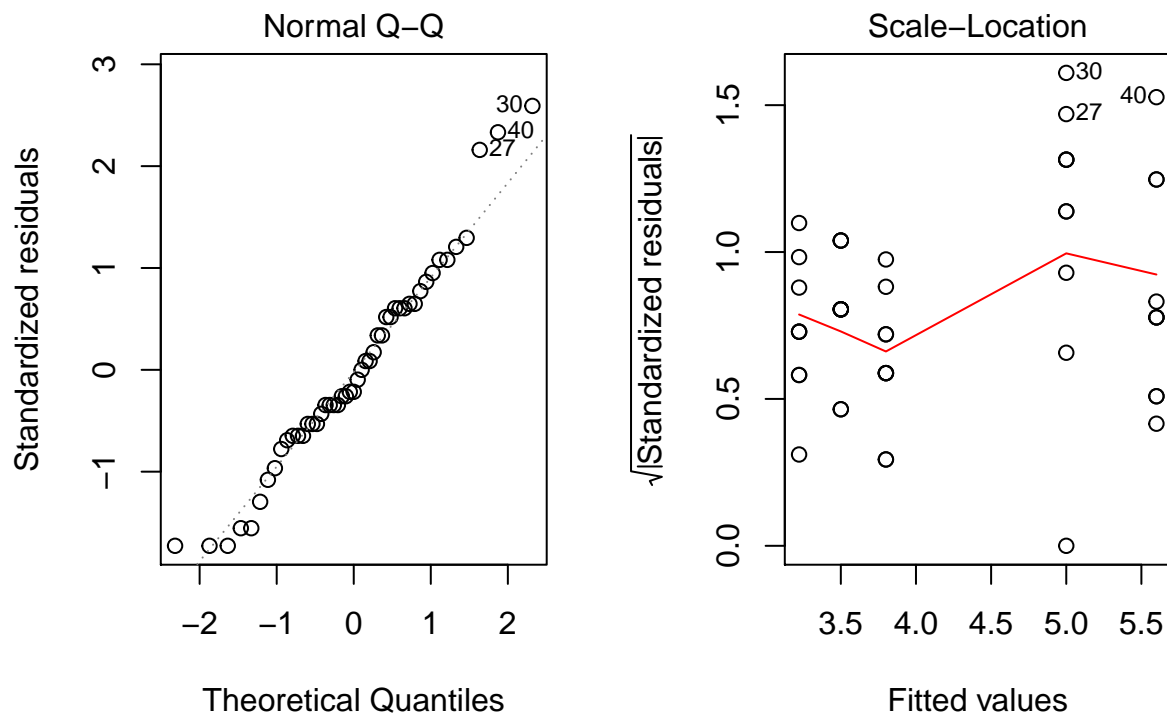 Normal Q−Q
Standardized residuals
3
2
1
0
−1
30
40
27
−2 −1 0 1 2
Theoretical Quantiles
Scale−Location
√|Standardized residuals|
1.5
1.0
0.5
0.0
30
40
27
3.5 4.0 4.5 5.0 5.5
Fitted values